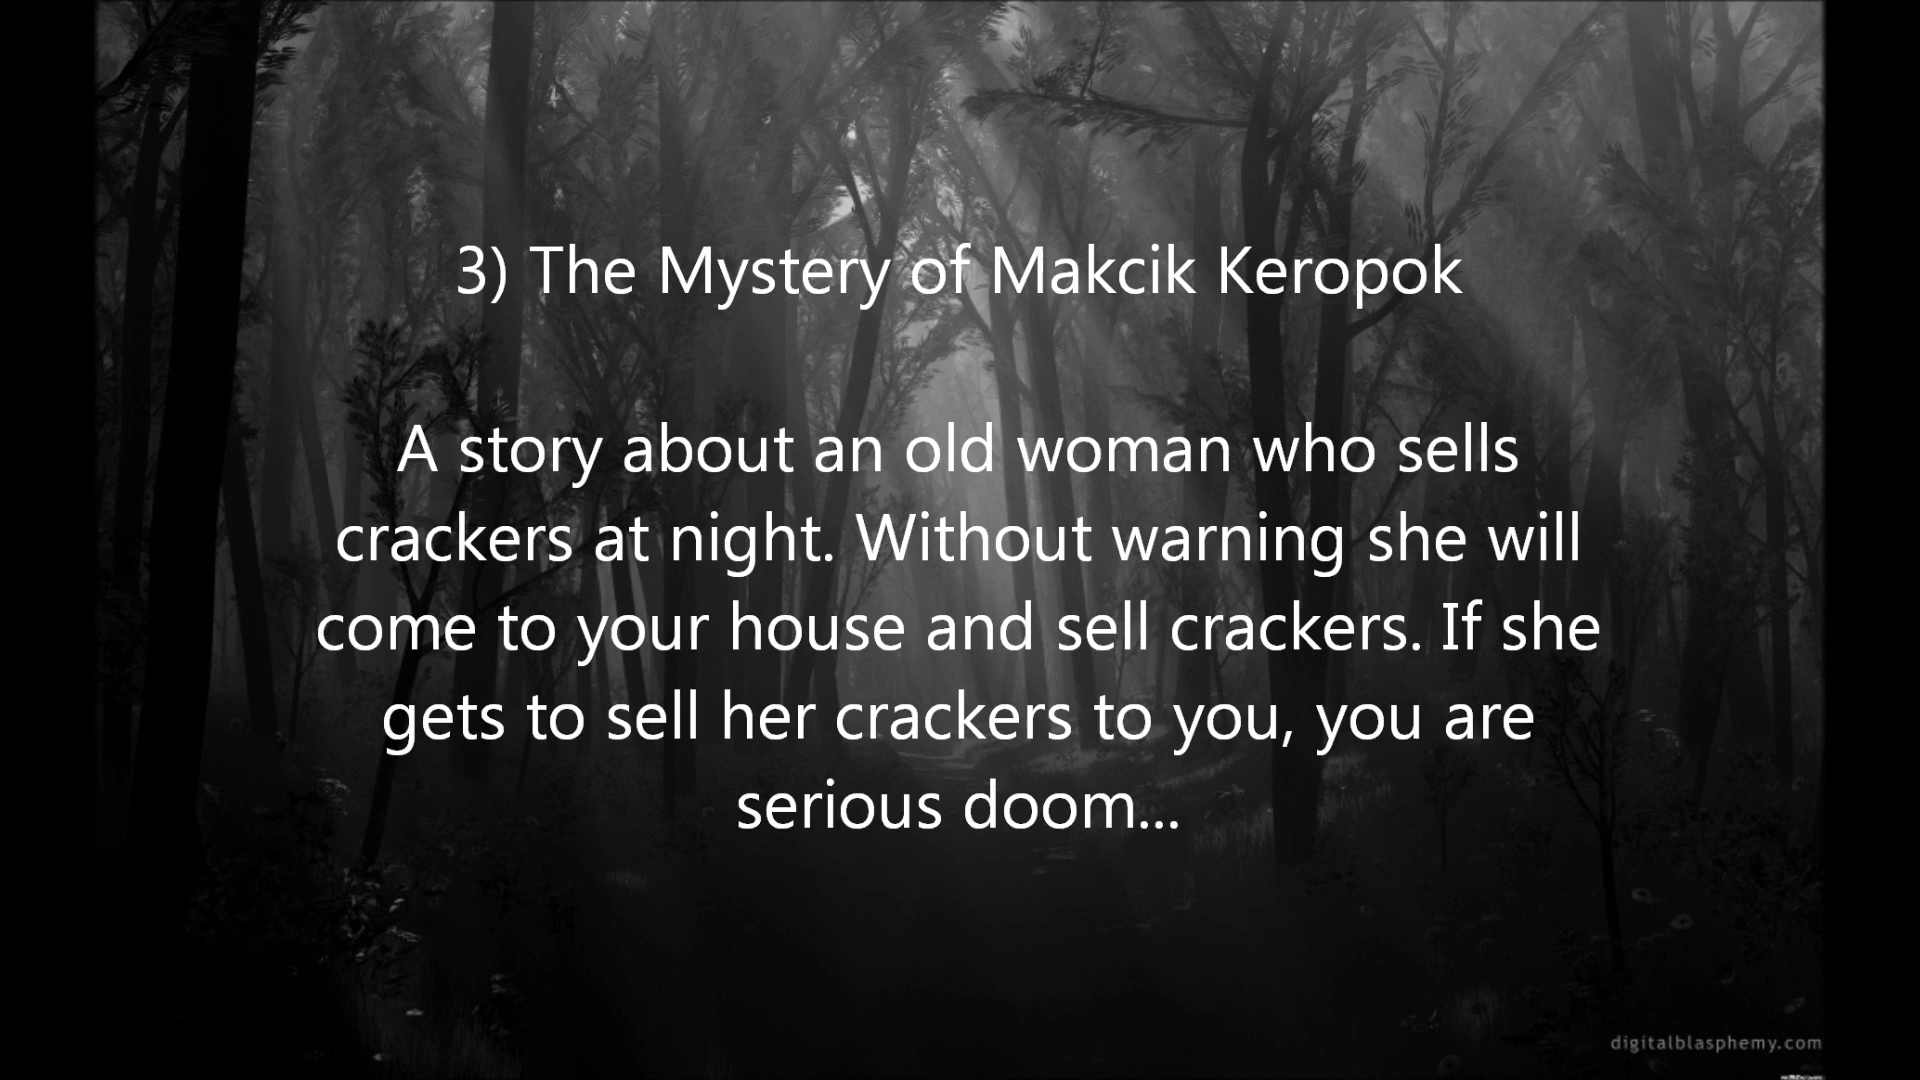 3) The Mystery of Makcik Keropok
A story about an old woman who sells
crackers at night. Without warning she will
come to your house and sell crackers. If she
gets to sell her crackers to you, you are
serious doom...
digitalblasphemy.com